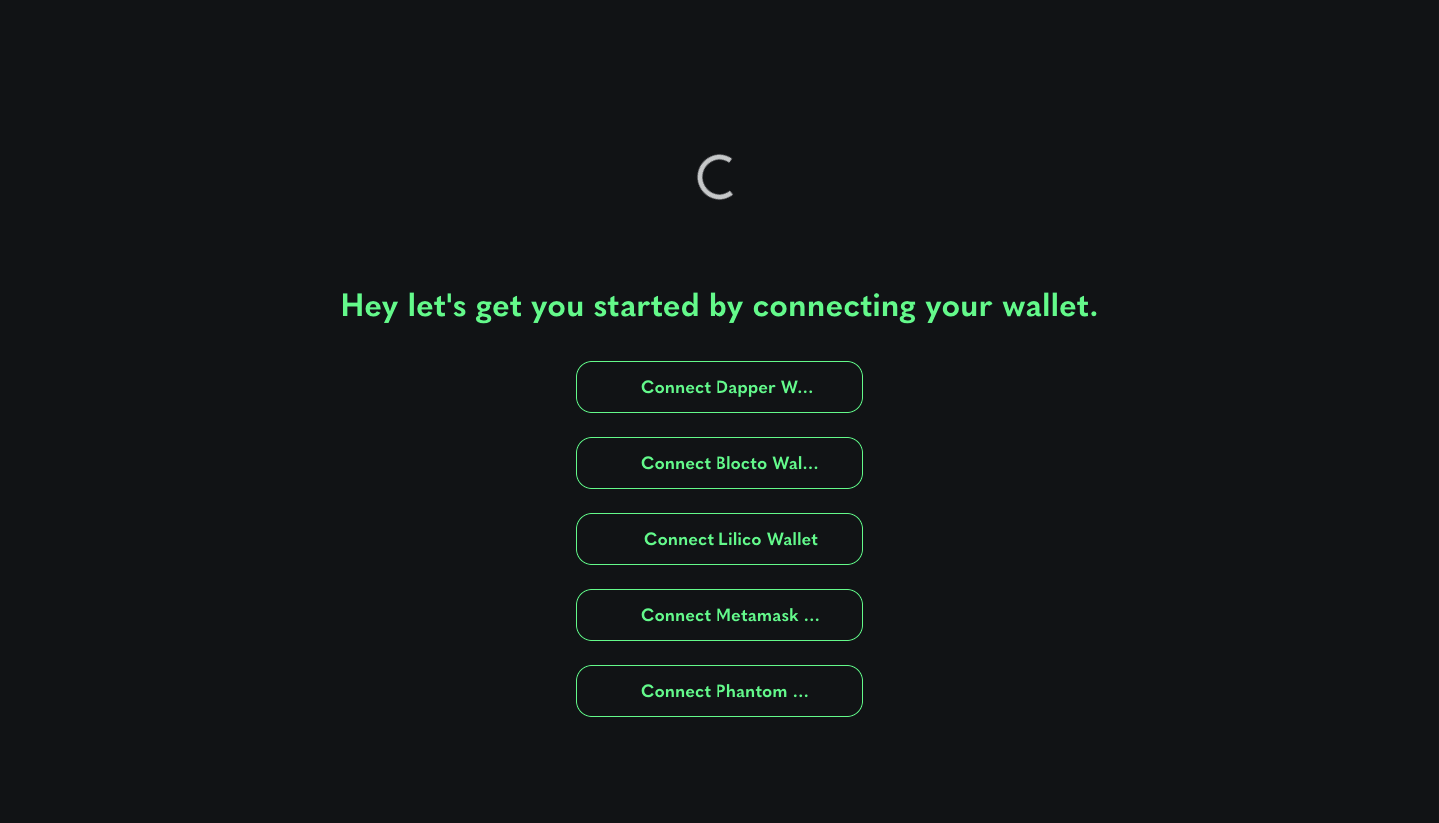 Hey let's get you started by connecting your wallet.
Connect Dapper W...
Connect Blocto Wal...
Connect Lilico Wallet
Connect Metamask ...
Connect Phantom ...